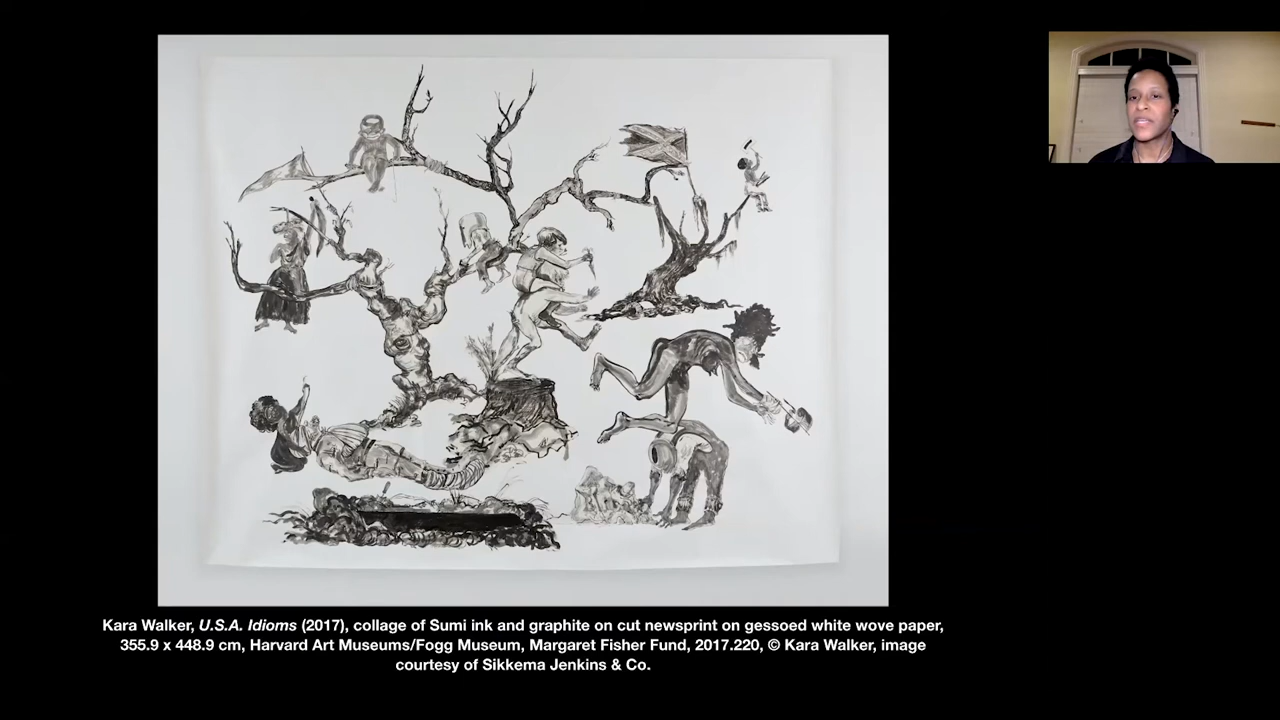 Kara Walker, U.S.A. Idioms (2017), collage of Sumi ink and graphite on cut newsprint on gessoed white wove paper,
355.9 x 448.9 cm, Harvard Art Museums/Fogg Museum, Margaret Fisher Fund, 2017.220, © Kara Walker, image
courtesy of Sikkema Jenkins & Co.